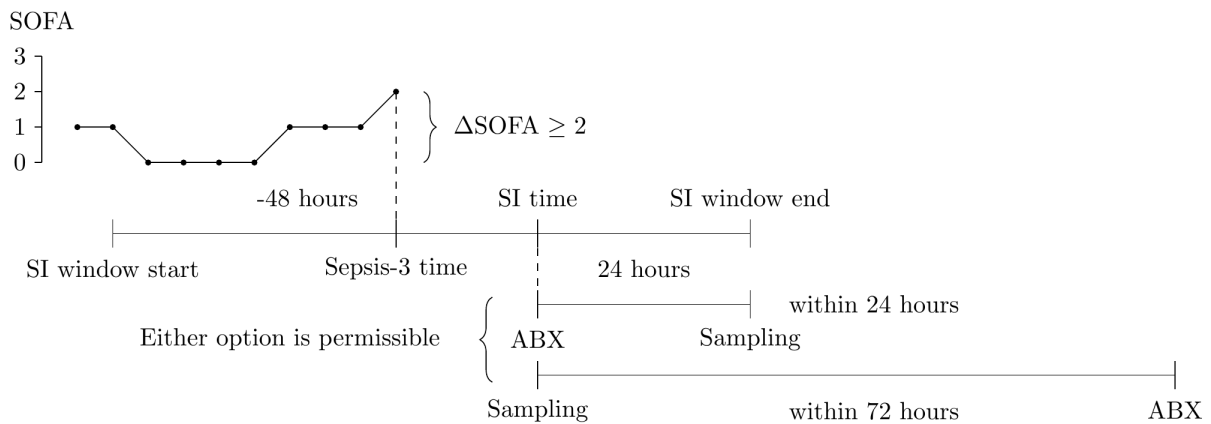 SOFA
3
2
1
0
ΔSOFA ≥ 2
-48 hours
SI time
SI window end
SI window start
Sepsis-3 time
24 hours
within 24 hours
Either option is permissible
ABX
Sampling
Sampling
within 72 hours
ABX